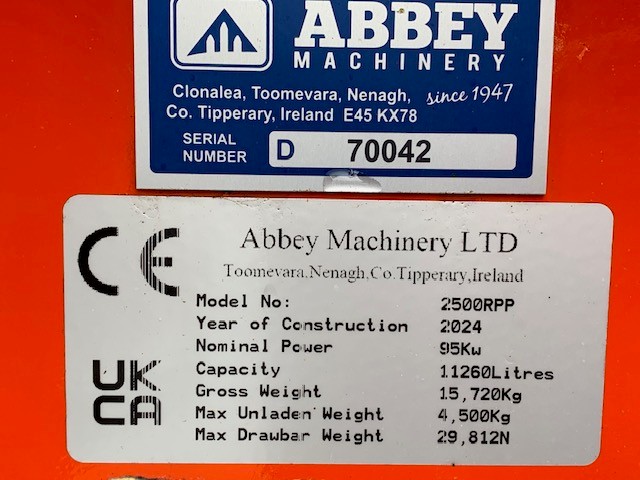 ABBEY
MACHINERY
Clonalea, Toomevara, Nenagh, since 1947
Co. Tipperary, Ireland E45 KX78
SERIAL
NUMBER D 70042
CE Abbey Machinery LTD
Toomevara,Nenagh,Co.Tipperary,Ireland
Model No: 2500RPP
Year of Construction 2024
Nominal Power 95Kw
Capacity 11260Litres
Gross Weight 15,720Kg
Max Unladen Weight 4,500Kg
Max Drawbar Weight 29,812N
UK
CA